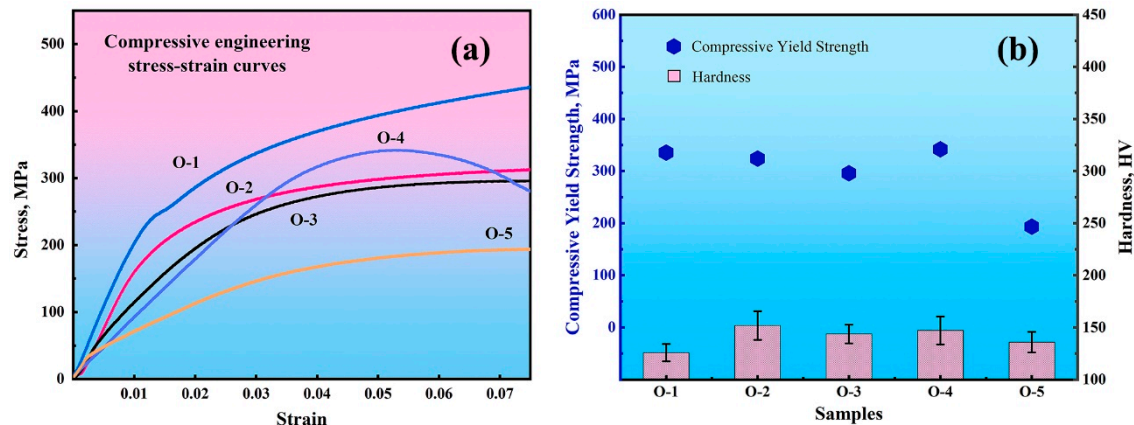 Compressive engineering
stress-strain curves
(a)
O-1
O-2
O-3
O-4
O-5
Stress, MPa
500
400
300
200
100
0
0.01 0.02 0.03 0.04 0.05 0.06 0.07
Strain
(b)
Compressive Yield Strength
Hardness
Compressive Yield Strength, MPa
600
500
400
300
200
100
0
Hardness, HV
450
400
350
300
250
200
150
100
O-1 O-2 O-3 O-4 O-5
Samples